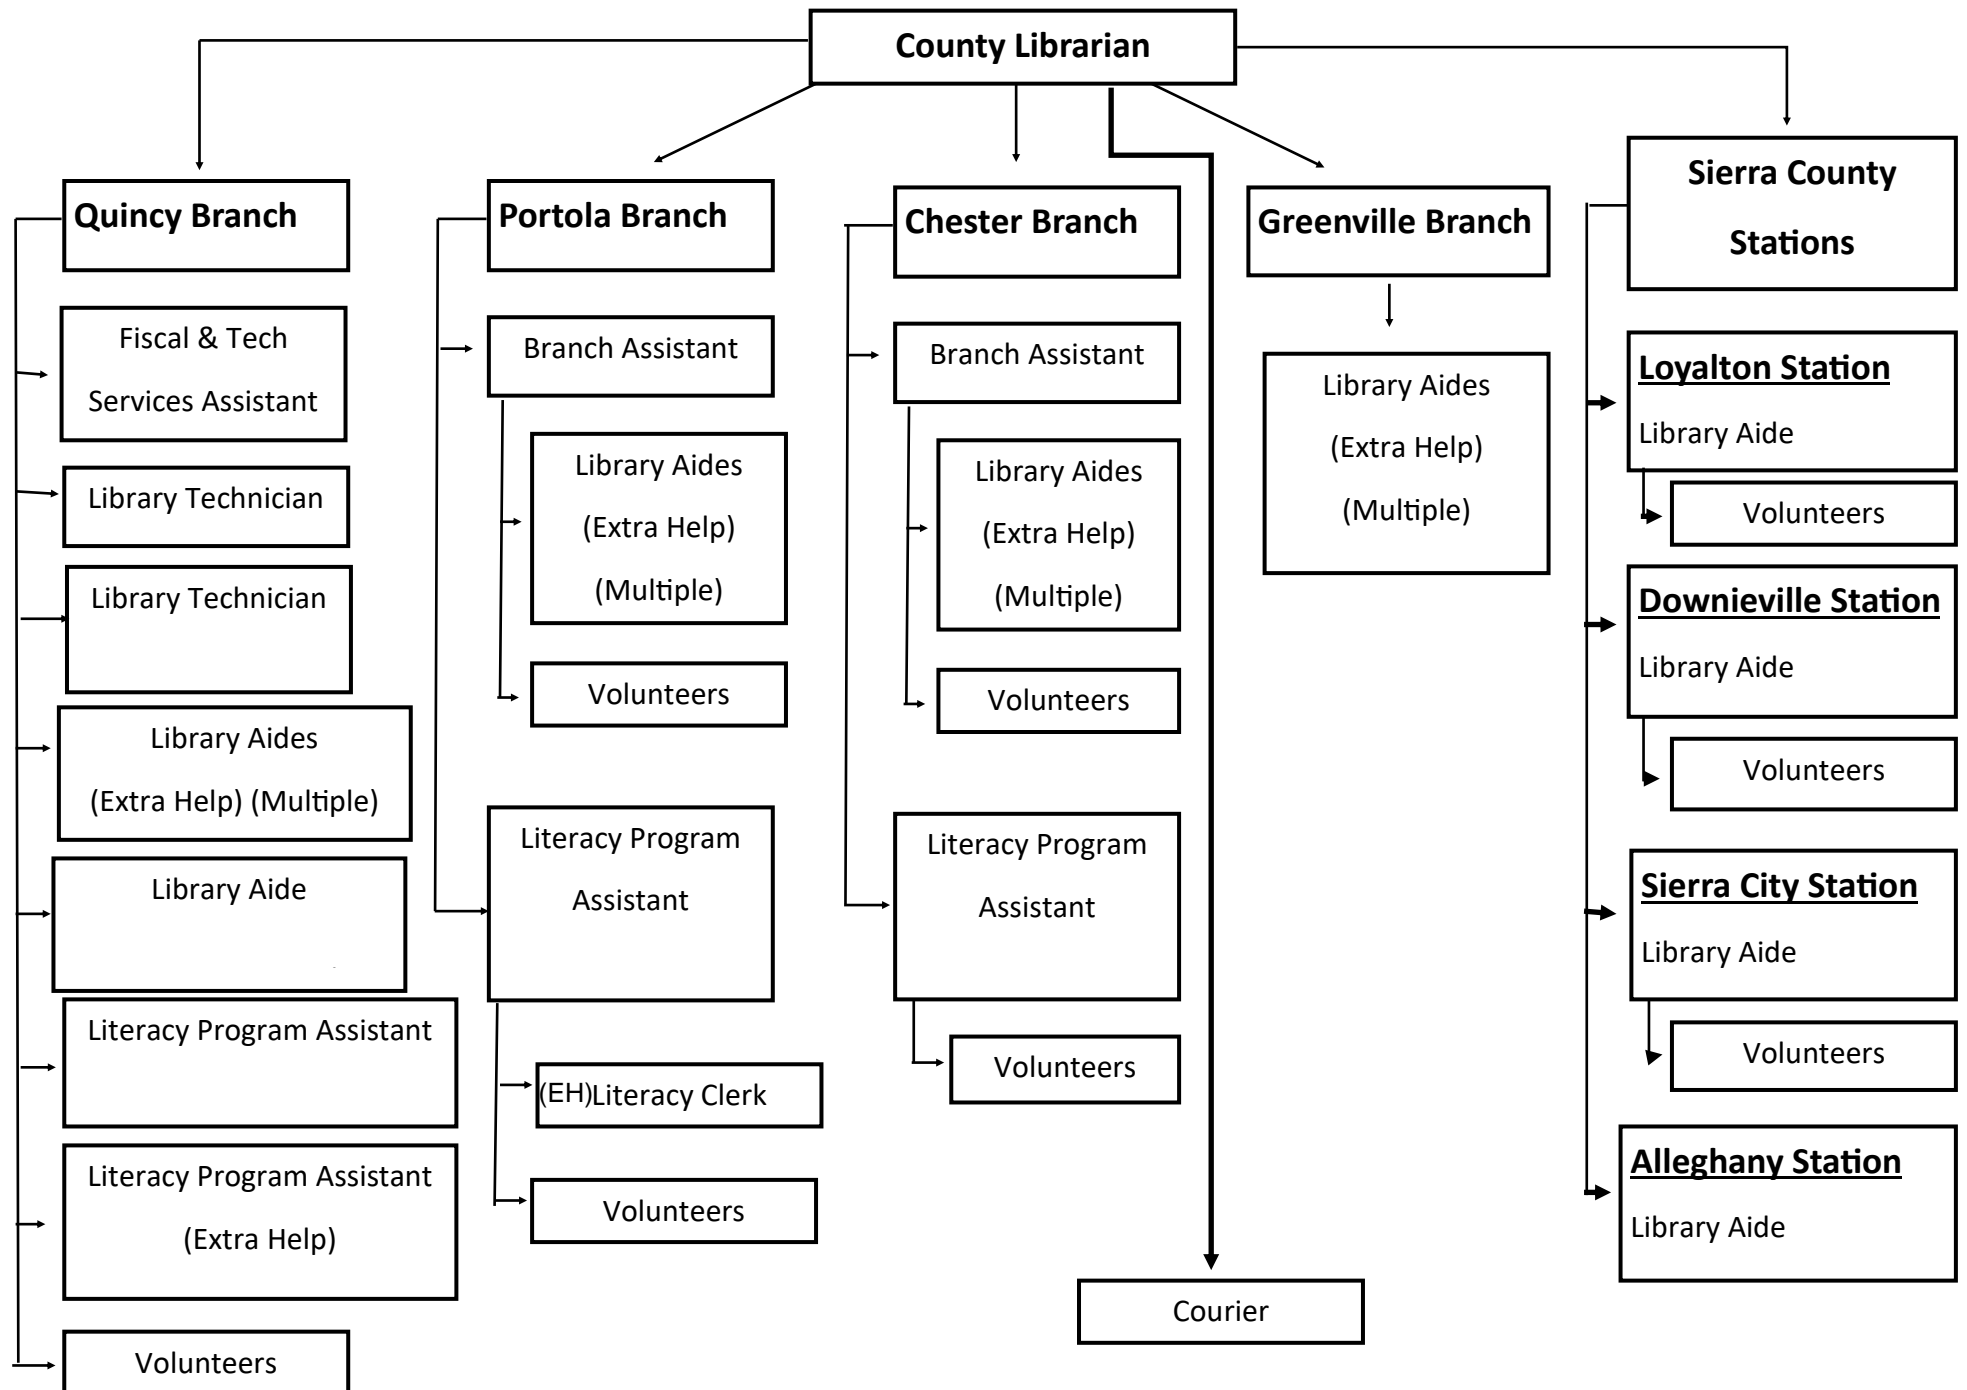 County Librarian
Quincy Branch
Fiscal & Tech
Services Assistant
Library Technician
Library Technician
Library Aides
(Extra Help) (Multiple)
Library Aide
Literacy Program Assistant
Literacy Program Assistant
(Extra Help)
Volunteers
Portola Branch
Branch Assistant
Library Aides
(Extra Help)
(Multiple)
Volunteers
Literacy Program
Assistant
(EH)Literacy Clerk
Volunteers
Chester Branch
Branch Assistant
Library Aides
(Extra Help)
(Multiple)
Volunteers
Literacy Program
Assistant
Volunteers
Courier
Greenville Branch
Library Aides
(Extra Help)
(Multiple)
Sierra County
Stations
Loyalton Station
Library Aide
Volunteers
Downieville Station
Library Aide
Volunteers
Sierra City Station
Library Aide
Volunteers
Alleghany Station
Library Aide